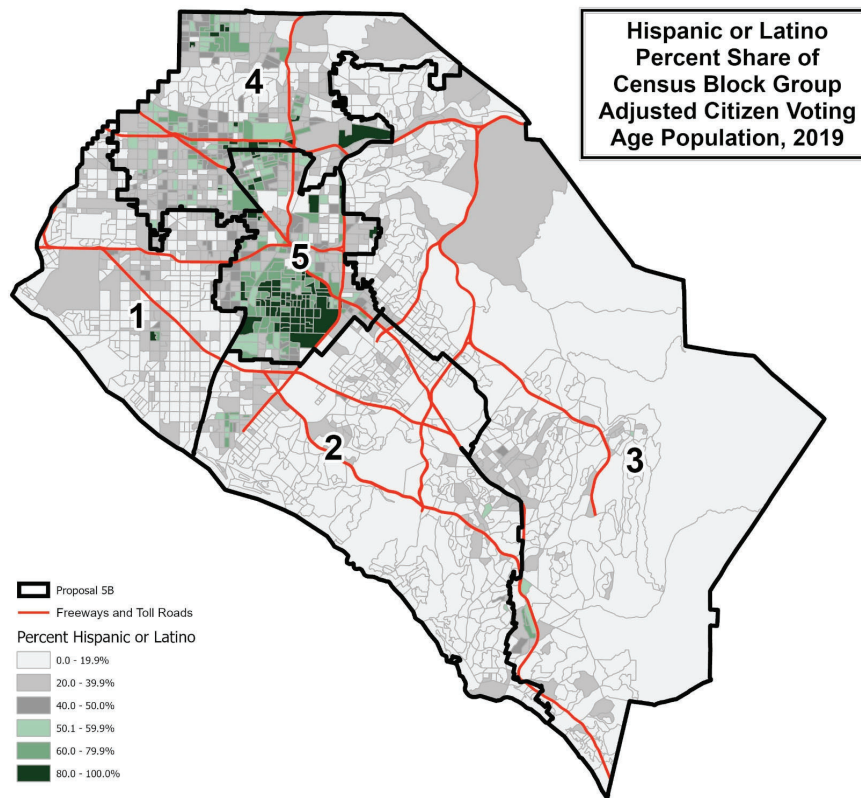 Hispanic or Latino
Percent Share of
Census Block Group
Adjusted Citizen Voting
Age Population, 2019
4
5
1
2
3
Proposal 5B
Freeways and Toll Roads
Percent Hispanic or Latino
0.0 - 19.9%
20.0 - 39.9%
40.0 - 50.0%
50.1 - 59.9%
60.0 - 79.9%
80.0 - 100.0%